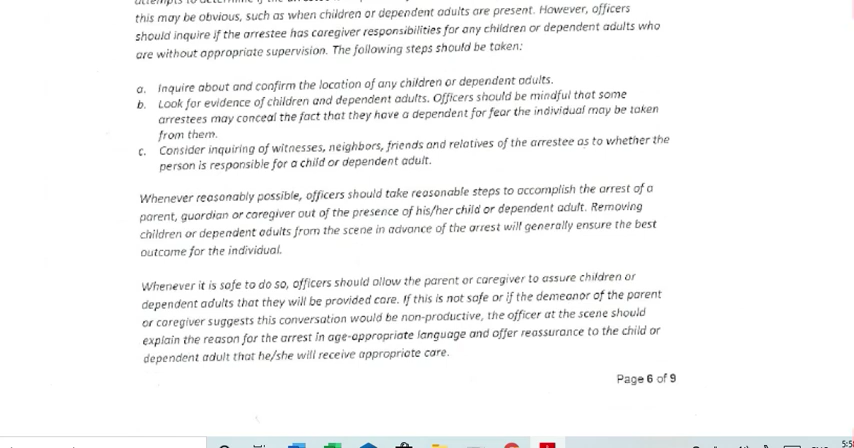 this may be obvious, such as when children or dependent adults are present. However, officers
should inquire if the arrestee has caregiver responsibilities for any children or dependent adults who
are without appropriate supervision. The following steps should be taken:
a. Inquire about and confirm the location of any children or dependent adults.
b. Look for evidence of children and dependent adults. Officers should be mindful that some
arrestees may conceal the fact that they have a dependent for fear the individual may be taken
from them.
c. Consider inquiring of witnesses, neighbors, friends and relatives of the arrestee as to whether the
person is responsible for a child or dependent adult.
Whenever reasonably possible, officers should take reasonable steps to accomplish the arrest of a
parent, guardian or caregiver out of the presence of his/her child or dependent adult. Removing
children or dependent adults from the scene in advance of the arrest will generally ensure the best
outcome for the individual.
Whenever it is safe to do so, officers should allow the parent or caregiver to assure children or
dependent adults that they will be provided care. If this is not safe or if the demeanor of the parent
or caregiver suggests this conversation would be non-productive, the officer at the scene should
explain the reason for the arrest in age-appropriate language and offer reassurance to the child or
dependent adult that he/she will receive appropriate care.
Page 6 of 9